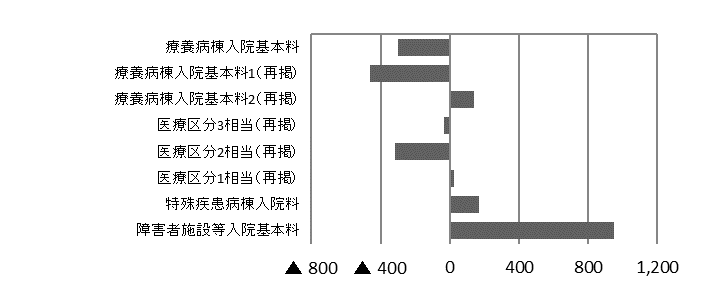 療養病棟入院基本料
療養病棟入院基本料1(再掲)
療養病棟入院基本料2(再掲)
医療区分3相当(再掲)
医療区分2相当(再掲)
医療区分1相当(再掲)
特殊疾患病棟入院料
障害者施設等入院基本料
▲ 800 ▲ 400 0 400 800 1,200